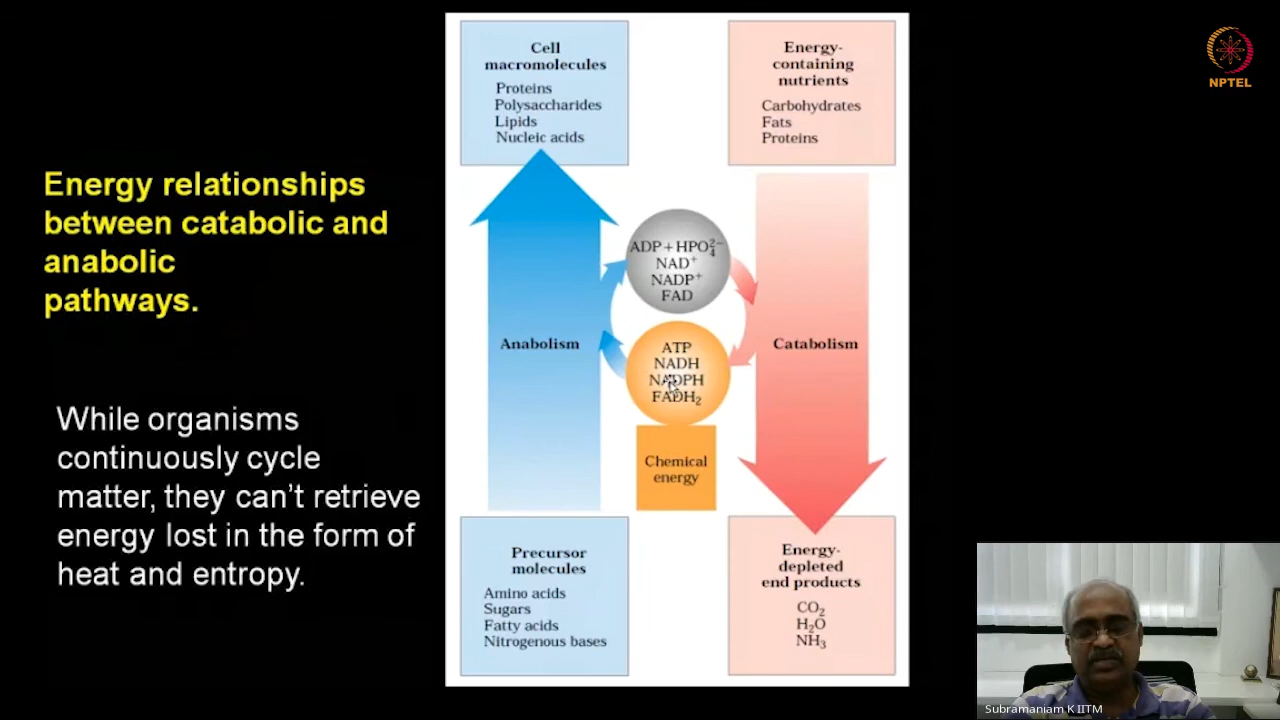 Energy relationships
between catabolic and
anabolic
pathways.
While organisms
continuously cycle
matter, they can't retrieve
energy lost in the form of
heat and entropy.
Cell
macromolecules
Proteins
Polysaccharides
Lipids
Nucleic acids
Energy-
containing
nutrients
Carbohydrates
Fats
Proteins
ADP + HPO₄²⁻
NAD⁺
NADP⁺
FAD
Anabolism
ATP
NADH
NADPH
FADH₂
Catabolism
Chemical
energy
Precursor
molecules
Amino acids
Sugars
Fatty acids
Nitrogenous bases
Energy-
depleted
end products
CO₂
H₂O
NH₃
NPTEL
Subramaniam K IITM